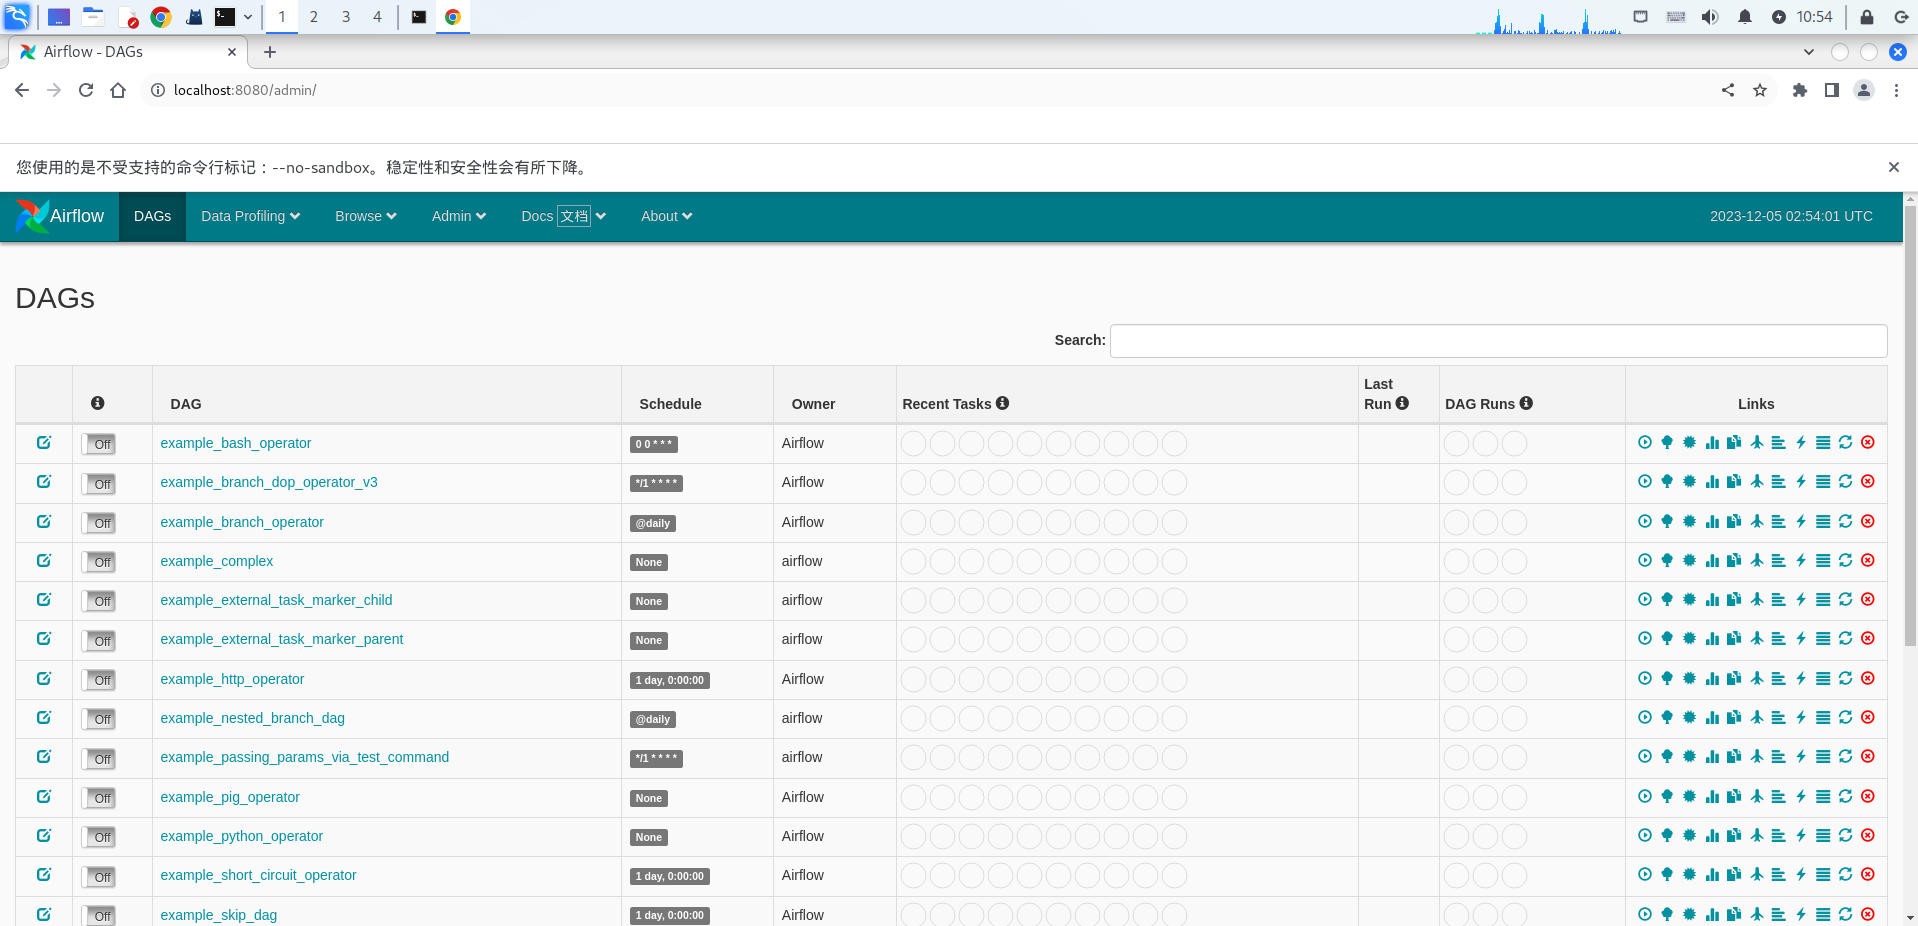 1 2 3 4 10:54
Airflow - DAGs
localhost:8080/admin/
您使用的是不受支持的命令行标记：--no-sandbox。稳定性和安全性会有所下降。
Airflow DAGs Data Profiling Browse Admin Docs 文档 About 2023-12-05 02:54:01 UTC
DAGs
Search:
DAG Schedule Owner Recent Tasks Last Run DAG Runs Links
Off example_bash_operator 0 0 * * * Airflow
Off example_branch_dop_operator_v3 */1 * * * * Airflow
Off example_branch_operator @daily Airflow
Off example_complex None airflow
Off example_external_task_marker_child None airflow
Off example_external_task_marker_parent None airflow
Off example_http_operator 1 day, 0:00:00 Airflow
Off example_nested_branch_dag @daily airflow
Off example_passing_params_via_test_command */1 * * * * airflow
Off example_pig_operator None Airflow
Off example_python_operator None Airflow
Off example_short_circuit_operator 1 day, 0:00:00 Airflow
Off example_skip_dag 1 day, 0:00:00 Airflow